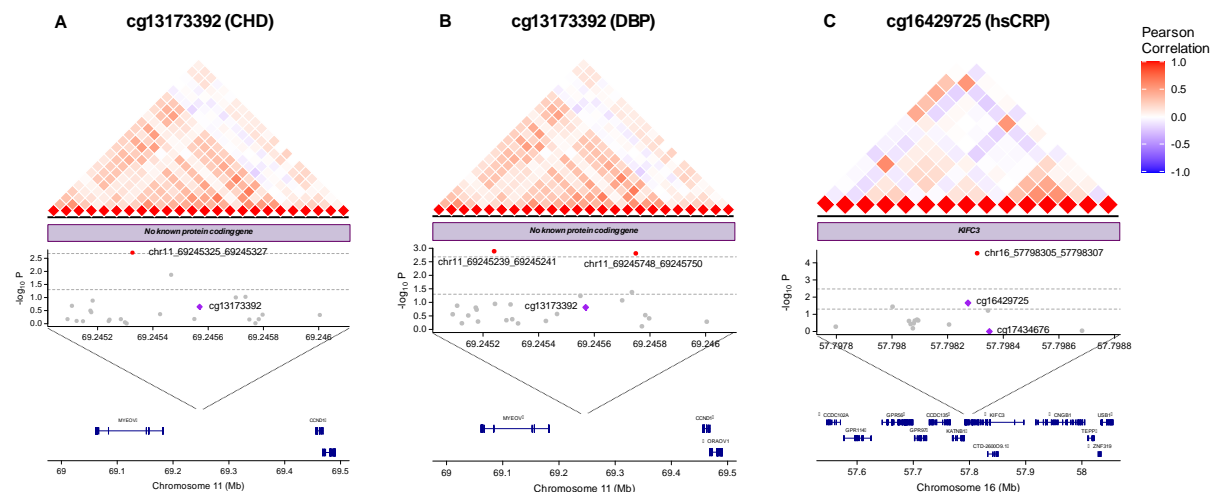 A
cg13173392 (CHD)
No known protein coding gene
chr11_69245325_69245327
cg13173392
-log10 P
2.5
2.0
1.5
1.0
0.5
0.0
69.2452
69.2454
69.2456
69.2458
69.246
MYEOV
CCND1
69
69.1
69.2
69.3
69.4
69.5
Chromosome 11 (Mb)
B
cg13173392 (DBP)
No known protein coding gene
chr11_69245239_69245241
chr11_69245748_69245750
cg13173392
-log10 P
3.0
2.5
2.0
1.5
1.0
0.5
0.0
69.2452
69.2454
69.2456
69.2458
69.246
MYEOV
CCND1
ORAOV1
69
69.1
69.2
69.3
69.4
69.5
Chromosome 11 (Mb)
C
cg16429725 (hsCRP)
KIFC3
chr16_57798305_57798307
cg16429725
cg17434676
-log10 P
4
3
2
1
0
57.7978
57.798
57.7982
57.7984
57.7986
57.7988
CCDC102A
GPR56
CCDC135
KIFC3
CNGB1
USB1
GPR114
GPR97
KATNB1
TEPP
CTD-2600O9.1
ZNF319
57.6
57.7
57.8
57.9
58
Chromosome 16 (Mb)
Pearson
Correlation
1.0
0.5
0.0
-0.5
-1.0